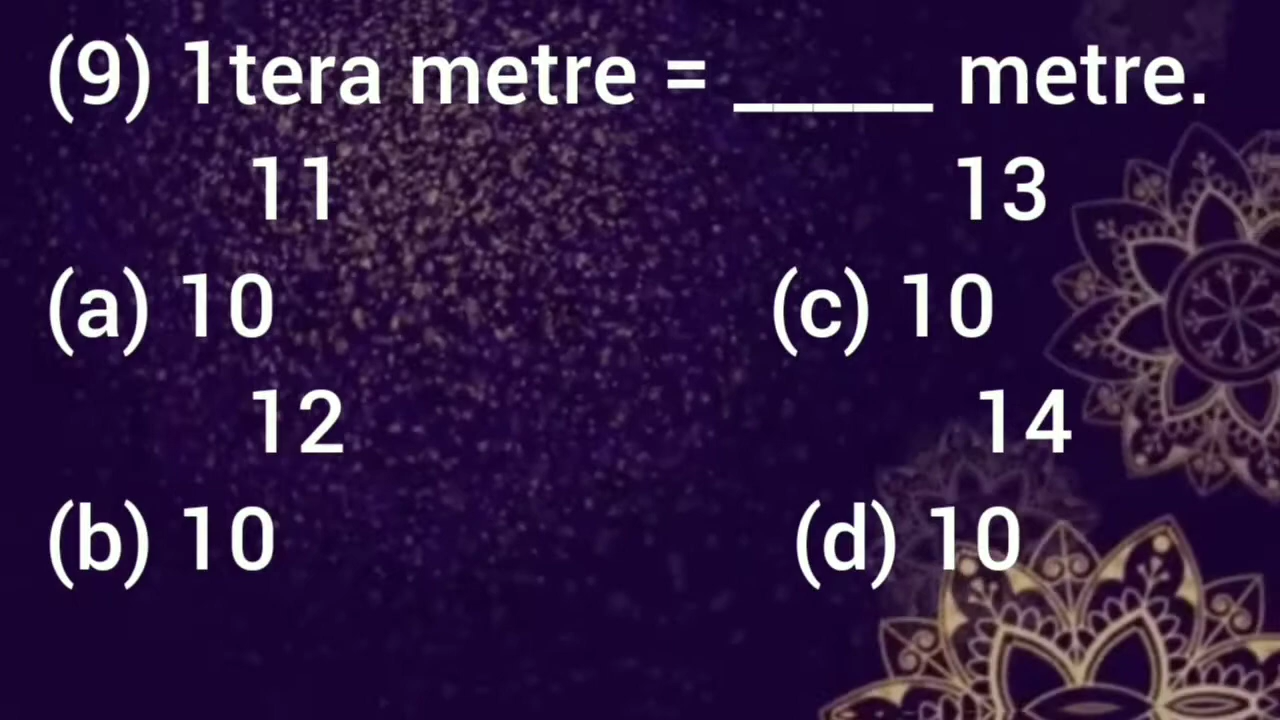 (9) 1tera metre = _____ metre.
11 13
(a) 10 (c) 10
12 14
(b) 10 (d) 10